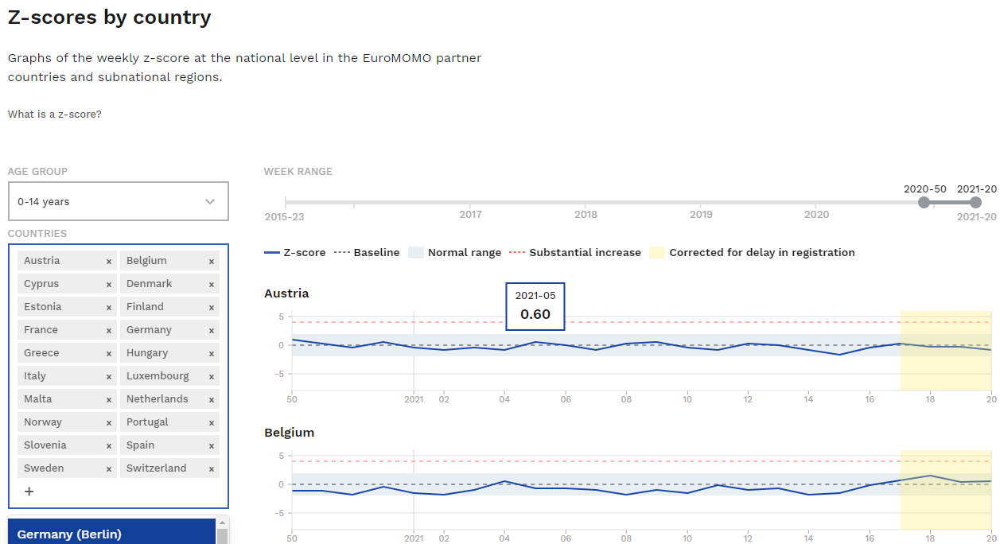 Z-scores by country
Graphs of the weekly z-score at the national level in the EuroMOMO partner
countries and subnational regions.
What is a z-score?
AGE GROUP
0-14 years
COUNTRIES
Austria x Belgium x
Cyprus x Denmark x
Estonia x Finland x
France x Germany x
Greece x Hungary x
Italy x Luxembourg x
Malta x Netherlands x
Norway x Portugal x
Slovenia x Spain x
Sweden x Switzerland x
+
Germany (Berlin)
WEEK RANGE
2020-50 2021-20
2015-23 2017 2018 2019 2020 2021-20
Z-score Baseline Normal range Substantial increase Corrected for delay in registration
Austria
2021-05
0.60
5
0
-5
50 2021 02 04 06 08 10 12 14 16 18 20
Belgium
5
0
-5
50 2021 02 04 06 08 10 12 14 16 18 20